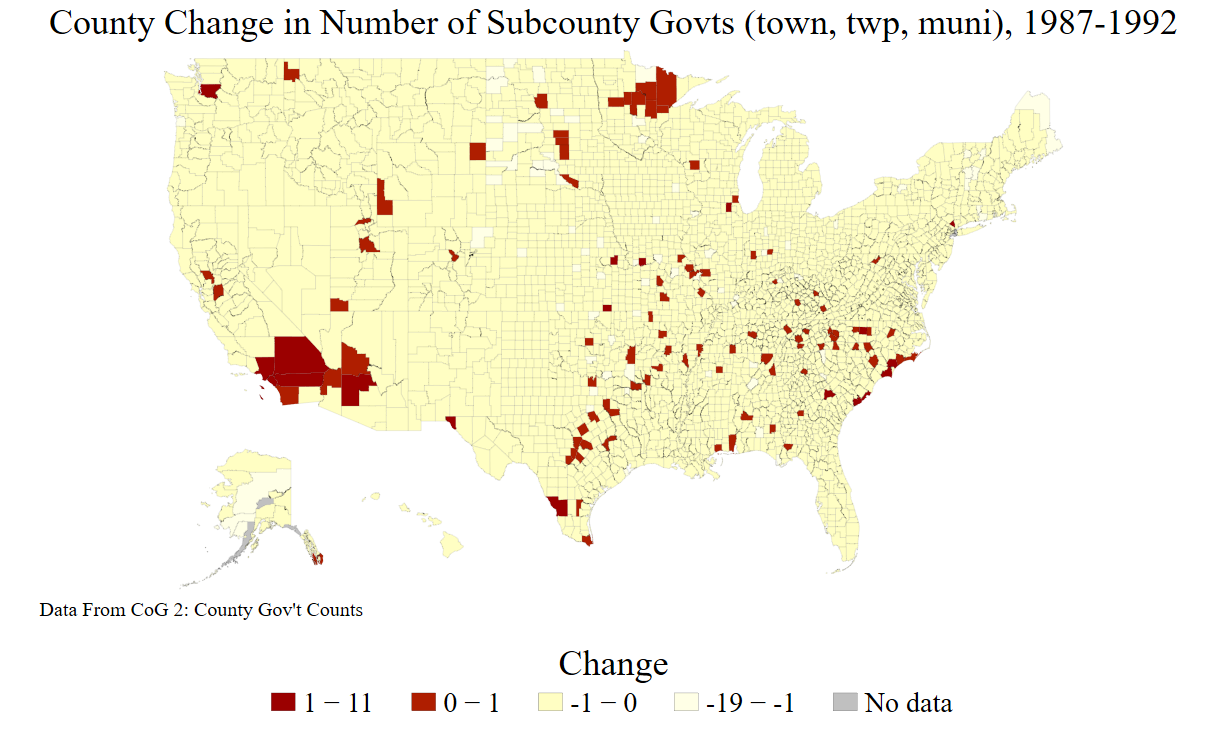 County Change in Number of Subcounty Govts (town, twp, muni), 1987-1992
Data From CoG 2: County Gov't Counts
Change
1 − 11 0 − 1 -1 − 0 -19 − -1 No data